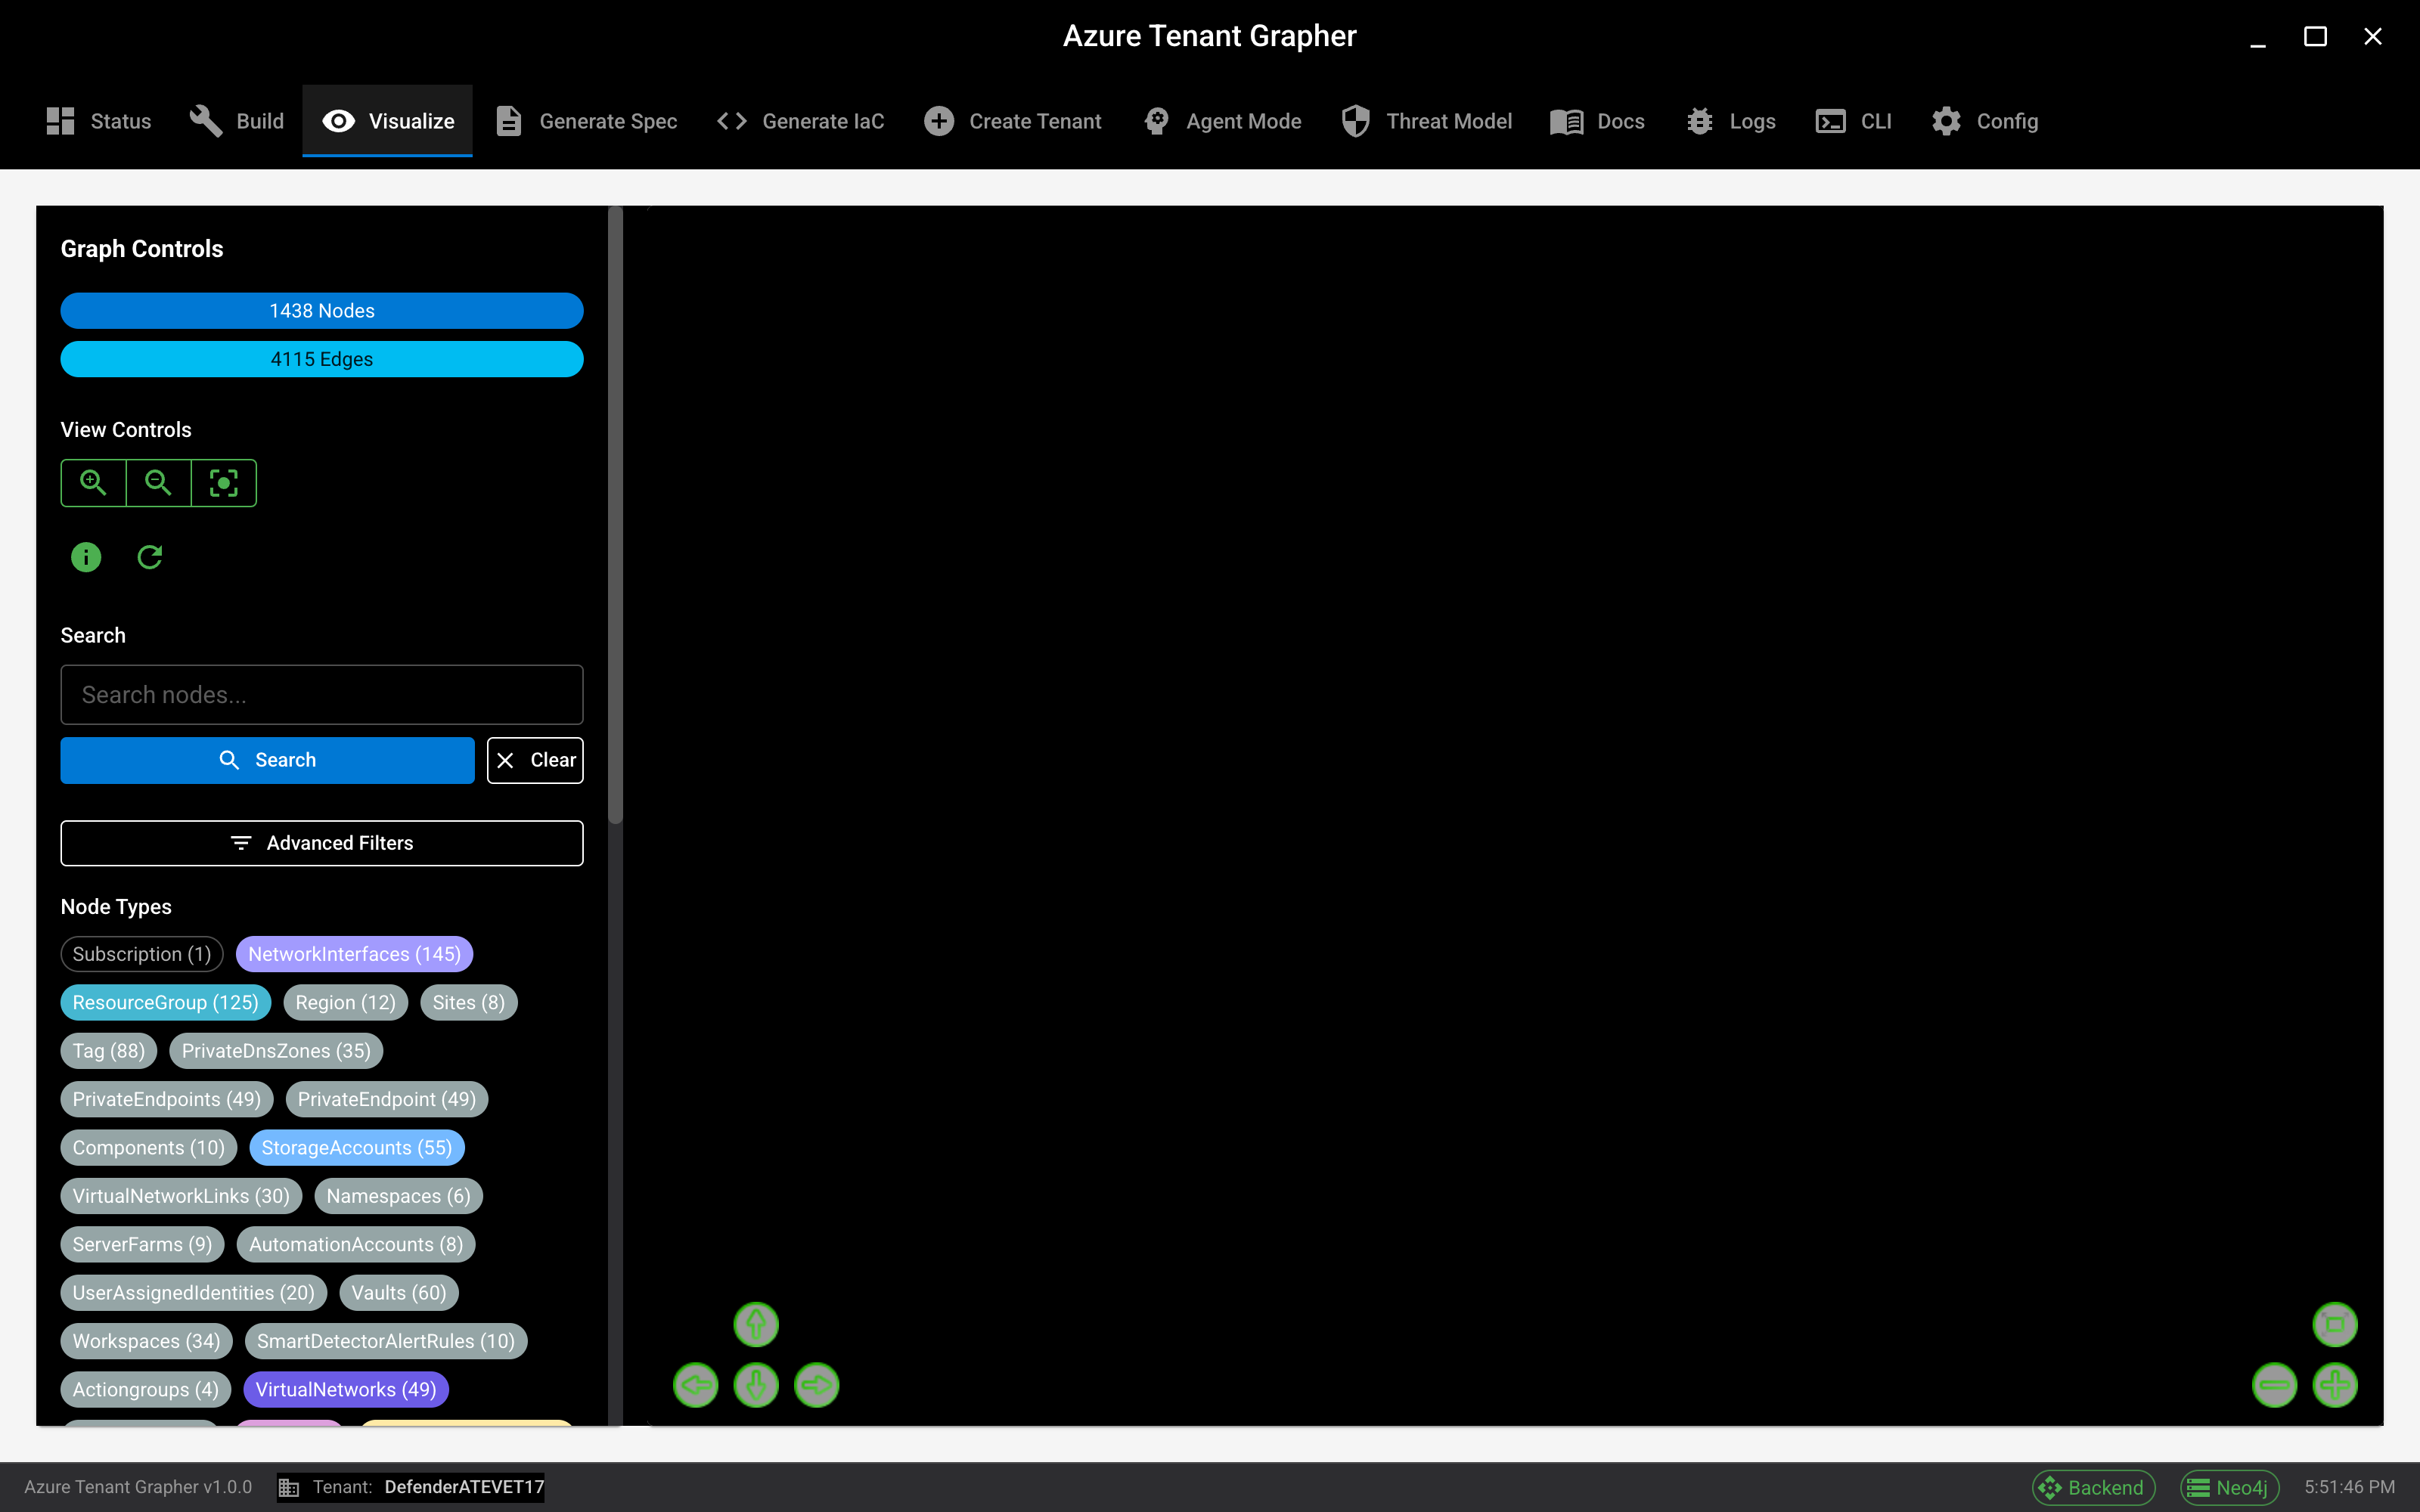 Azure Tenant Grapher
Status Build Visualize Generate Spec Generate IaC Create Tenant Agent Mode Threat Model Docs Logs CLI Config
Graph Controls
1438 Nodes
4115 Edges
View Controls
Search
Search nodes...
Search Clear
Advanced Filters
Node Types
Subscription (1) NetworkInterfaces (145)
ResourceGroup (125) Region (12) Sites (8)
Tag (88) PrivateDnsZones (35)
PrivateEndpoints (49) PrivateEndpoint (49)
Components (10) StorageAccounts (55)
VirtualNetworkLinks (30) Namespaces (6)
ServerFarms (9) AutomationAccounts (8)
UserAssignedIdentities (20) Vaults (60)
Workspaces (34) SmartDetectorAlertRules (10)
Actiongroups (4) VirtualNetworks (49)
Azure Tenant Grapher v1.0.0 Tenant: DefenderATEVET17 Backend Neo4j 5:51:46 PM